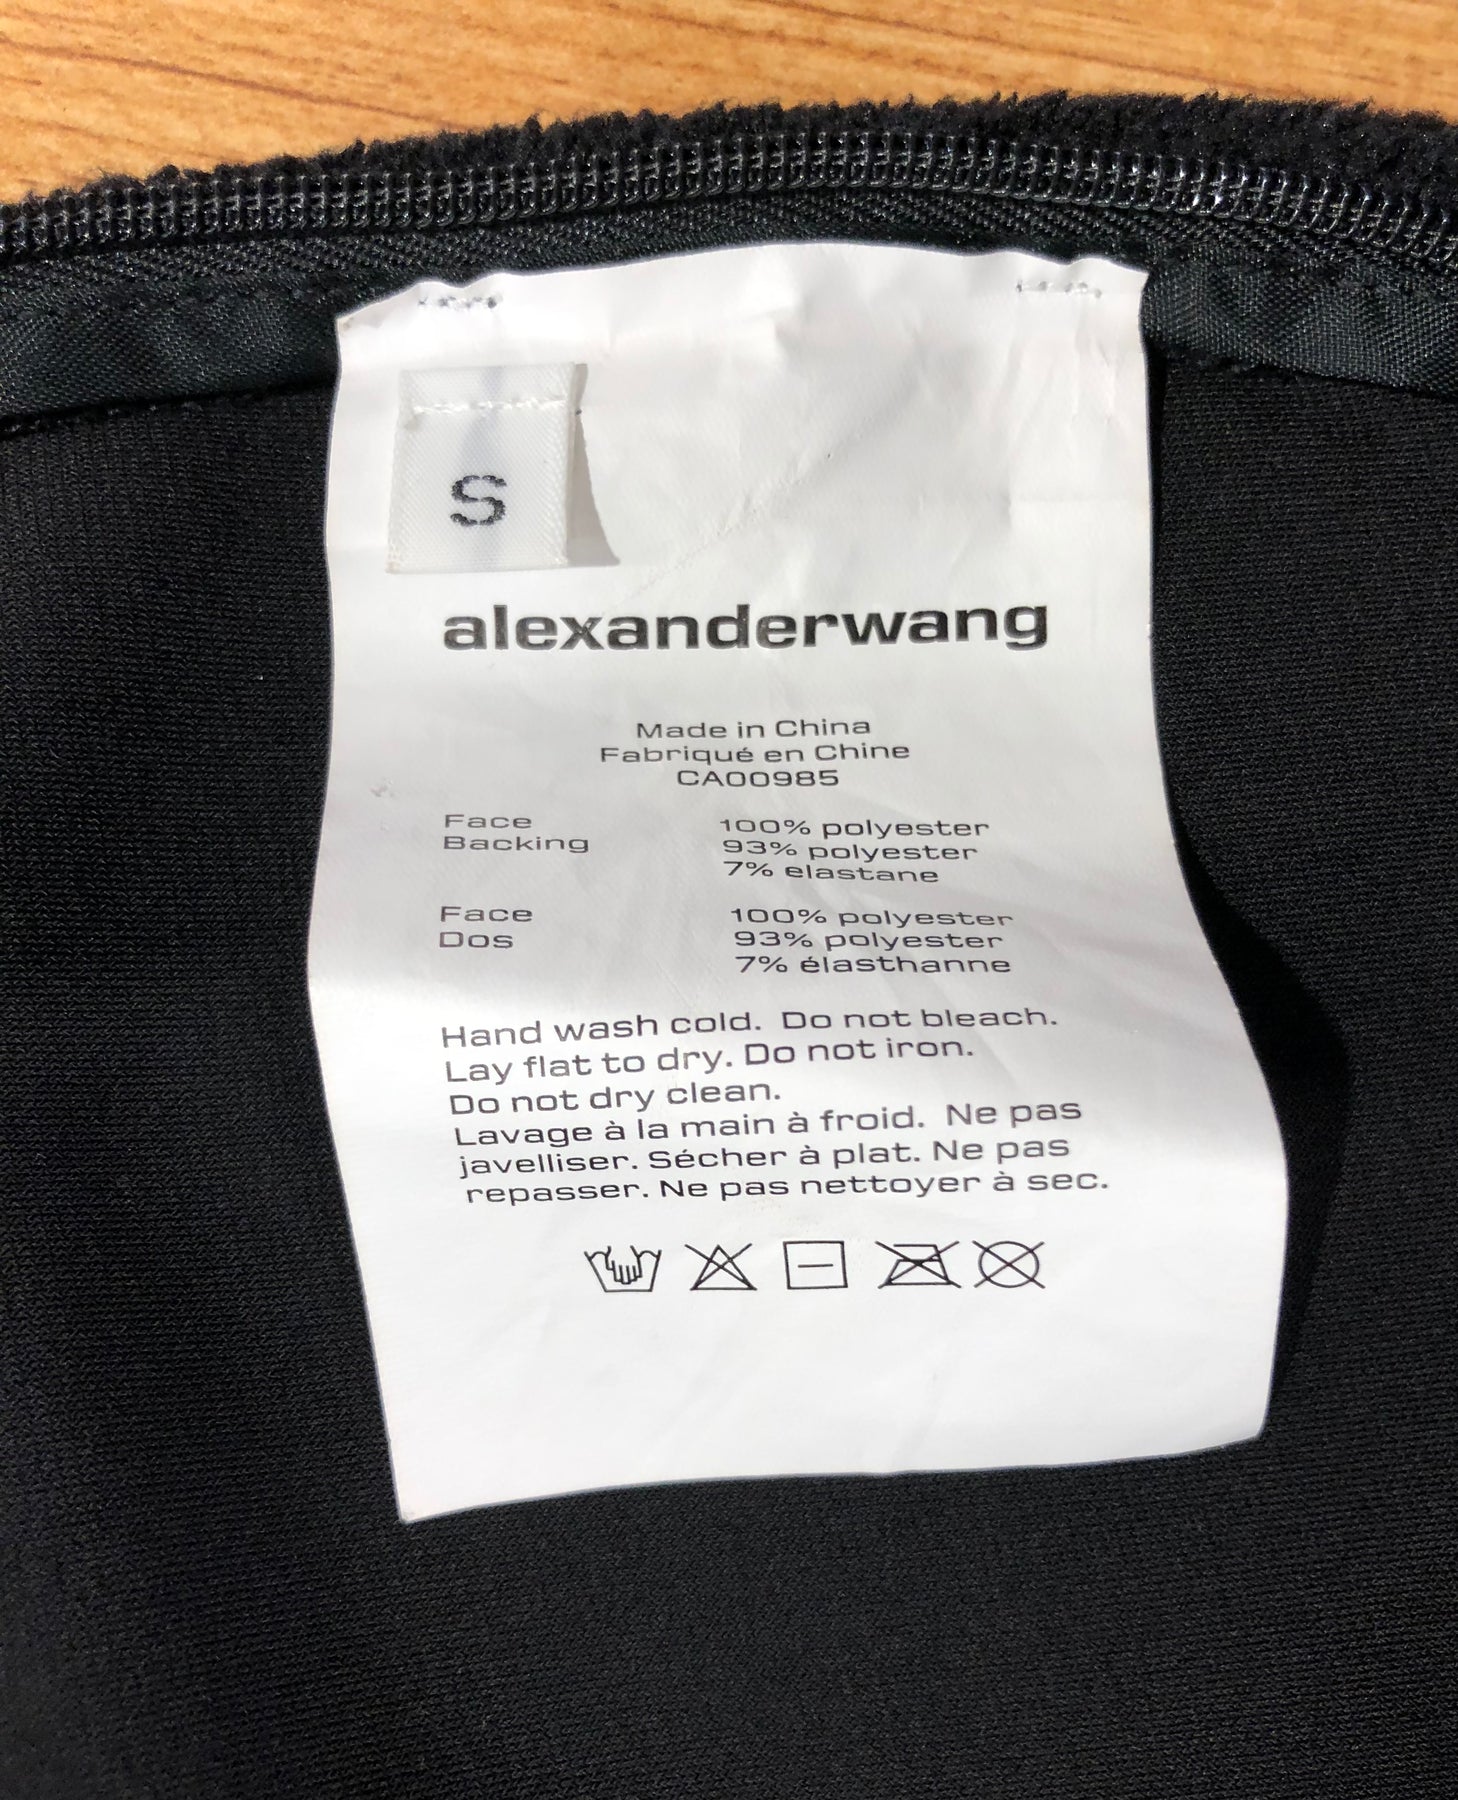 S
alexanderwang
Made in China
Fabriqué en Chine
CA00985
Face 100% polyester
Backing 93% polyester
7% elastane
Face 100% polyester
Dos 93% polyester
7% élasthanne
Hand wash cold. Do not bleach.
Lay flat to dry. Do not iron.
Do not dry clean.
Lavage à la main à froid. Ne pas
javelliser. Sécher à plat. Ne pas
repasser. Ne pas nettoyer à sec.